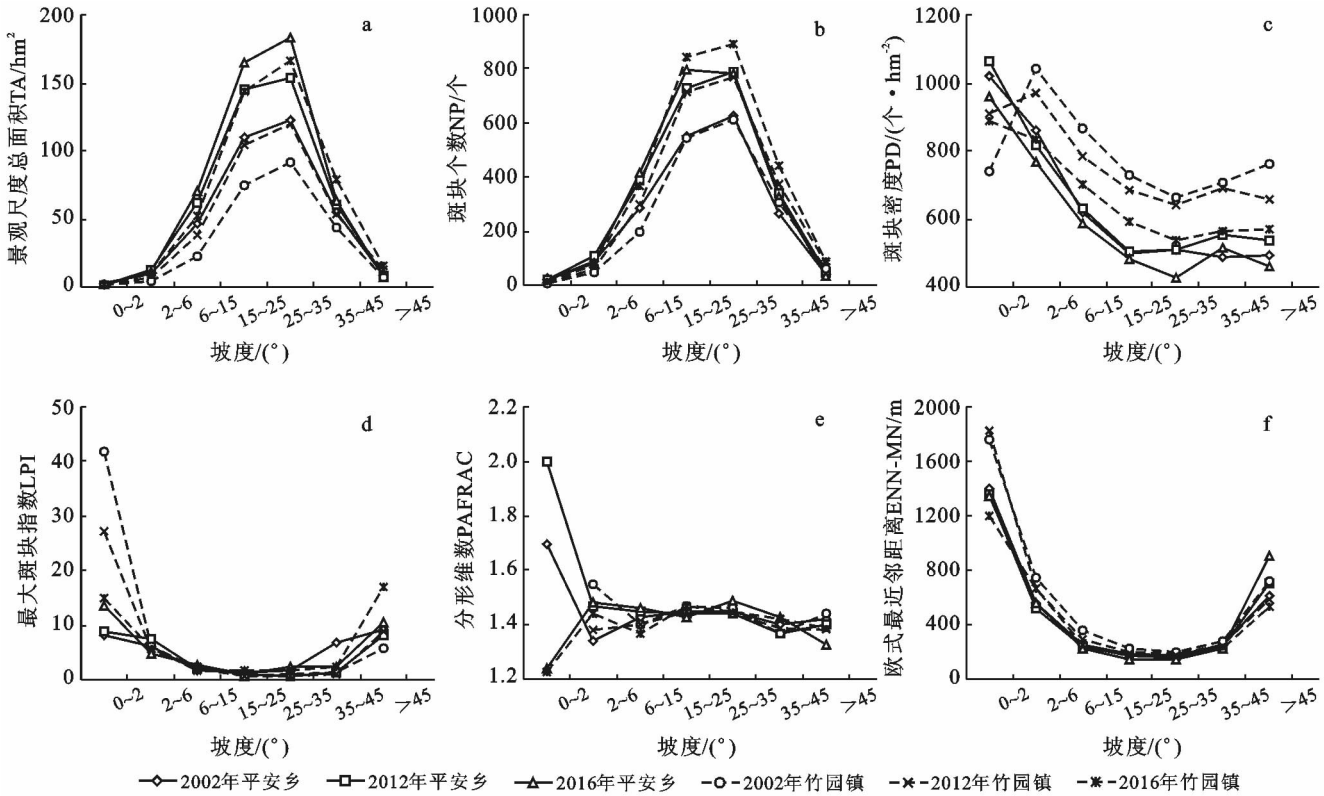 200
150
100
50
0
景观尺度总面积TA/hm²
a
0~2 2~6 6~15 15~25 25~35 35~45 >45
坡度/(°)
1000
800
600
400
200
0
斑块个数NP/个
b
0~2 2~6 6~15 15~25 25~35 35~45 >45
坡度/(°)
1200
1000
800
600
400
斑块密度PD/(个·hm⁻²)
c
0~2 2~6 6~15 15~25 25~35 35~45 >45
坡度/(°)
50
40
30
20
10
0
最大斑块指数LPI
d
0~2 2~6 6~15 15~25 25~35 35~45 >45
坡度/(°)
2.2
2.0
1.8
1.6
1.4
1.2
分形维数PAFRAC
e
0~2 2~6 6~15 15~25 25~35 35~45 >45
坡度/(°)
2000
1600
1200
800
400
0
欧式最近邻距离ENN-MN/m
f
0~2 2~6 6~15 15~25 25~35 35~45 >45
坡度/(°)
2002年平安乡 2012年平安乡 2016年平安乡 2002年竹园镇 2012年竹园镇 2016年竹园镇